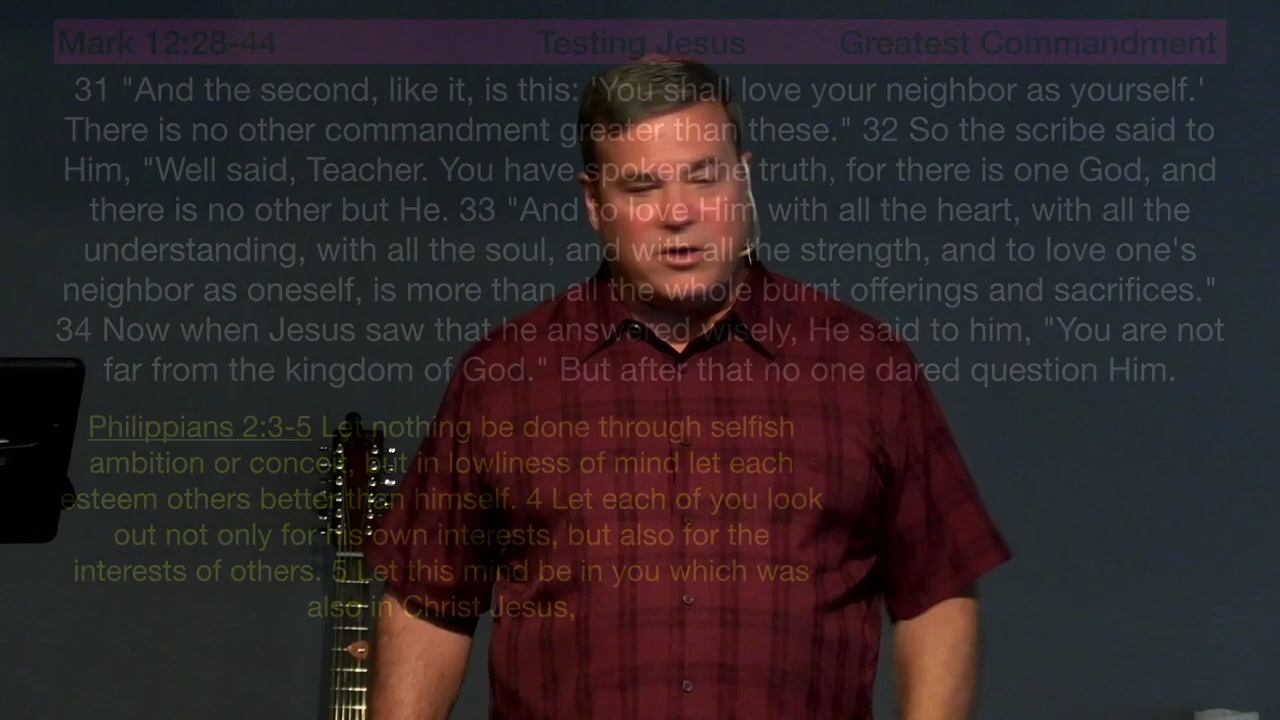 Mark 12:28-44 Testing Jesus Greatest Commandment
31 "And the second, like it, is this: 'You shall love your neighbor as yourself.'
There is no other commandment greater than these." 32 So the scribe said to
Him, "Well said, Teacher. You have spoken the truth, for there is one God, and
there is no other but He. 33 "And to love Him with all the heart, with all the
understanding, with all the soul, and with all the strength, and to love one's
neighbor as oneself, is more than all the whole burnt offerings and sacrifices."
34 Now when Jesus saw that he answered wisely, He said to him, "You are not
far from the kingdom of God." But after that no one dared question Him.
Philippians 2:3-5 Let nothing be done through selfish
ambition or conceit, but in lowliness of mind let each
esteem others better than himself. 4 Let each of you look
out not only for his own interests, but also for the
interests of others. 5 Let this mind be in you which was
also in Christ Jesus,